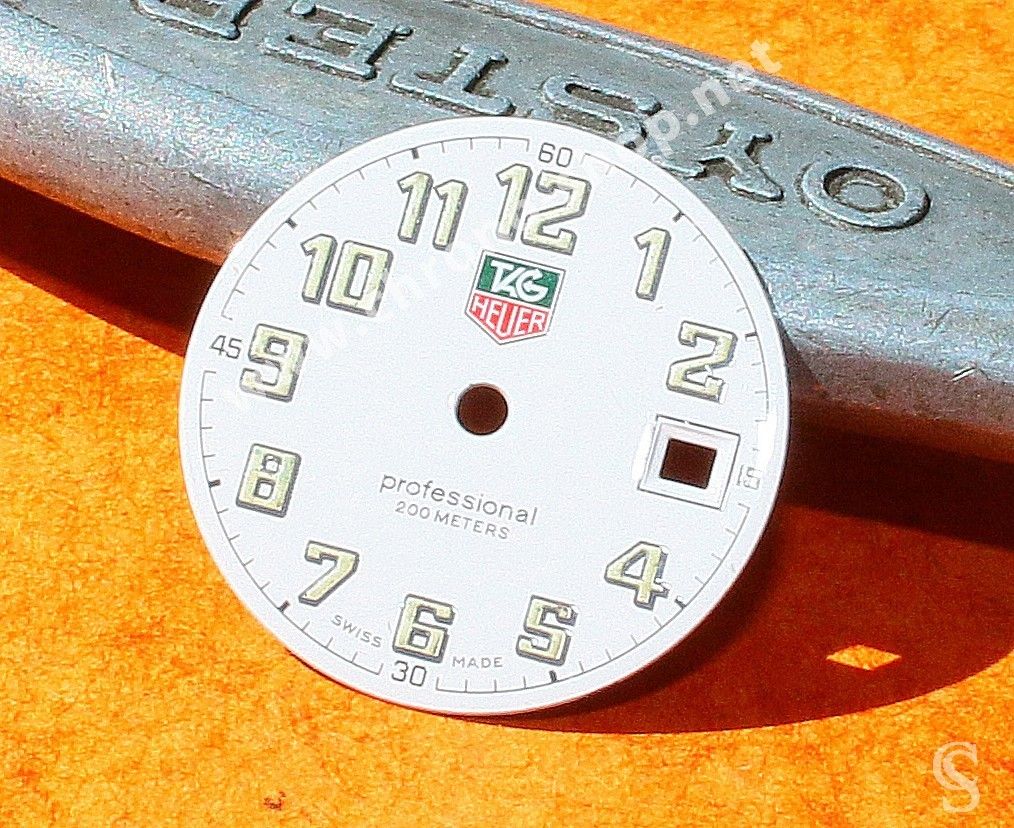 OYSTER
60
12
11
1
TAG
HEUER
10
2
45
9
15
8
professional
200 METERS
7
4
6
5
SWISS MADE
30